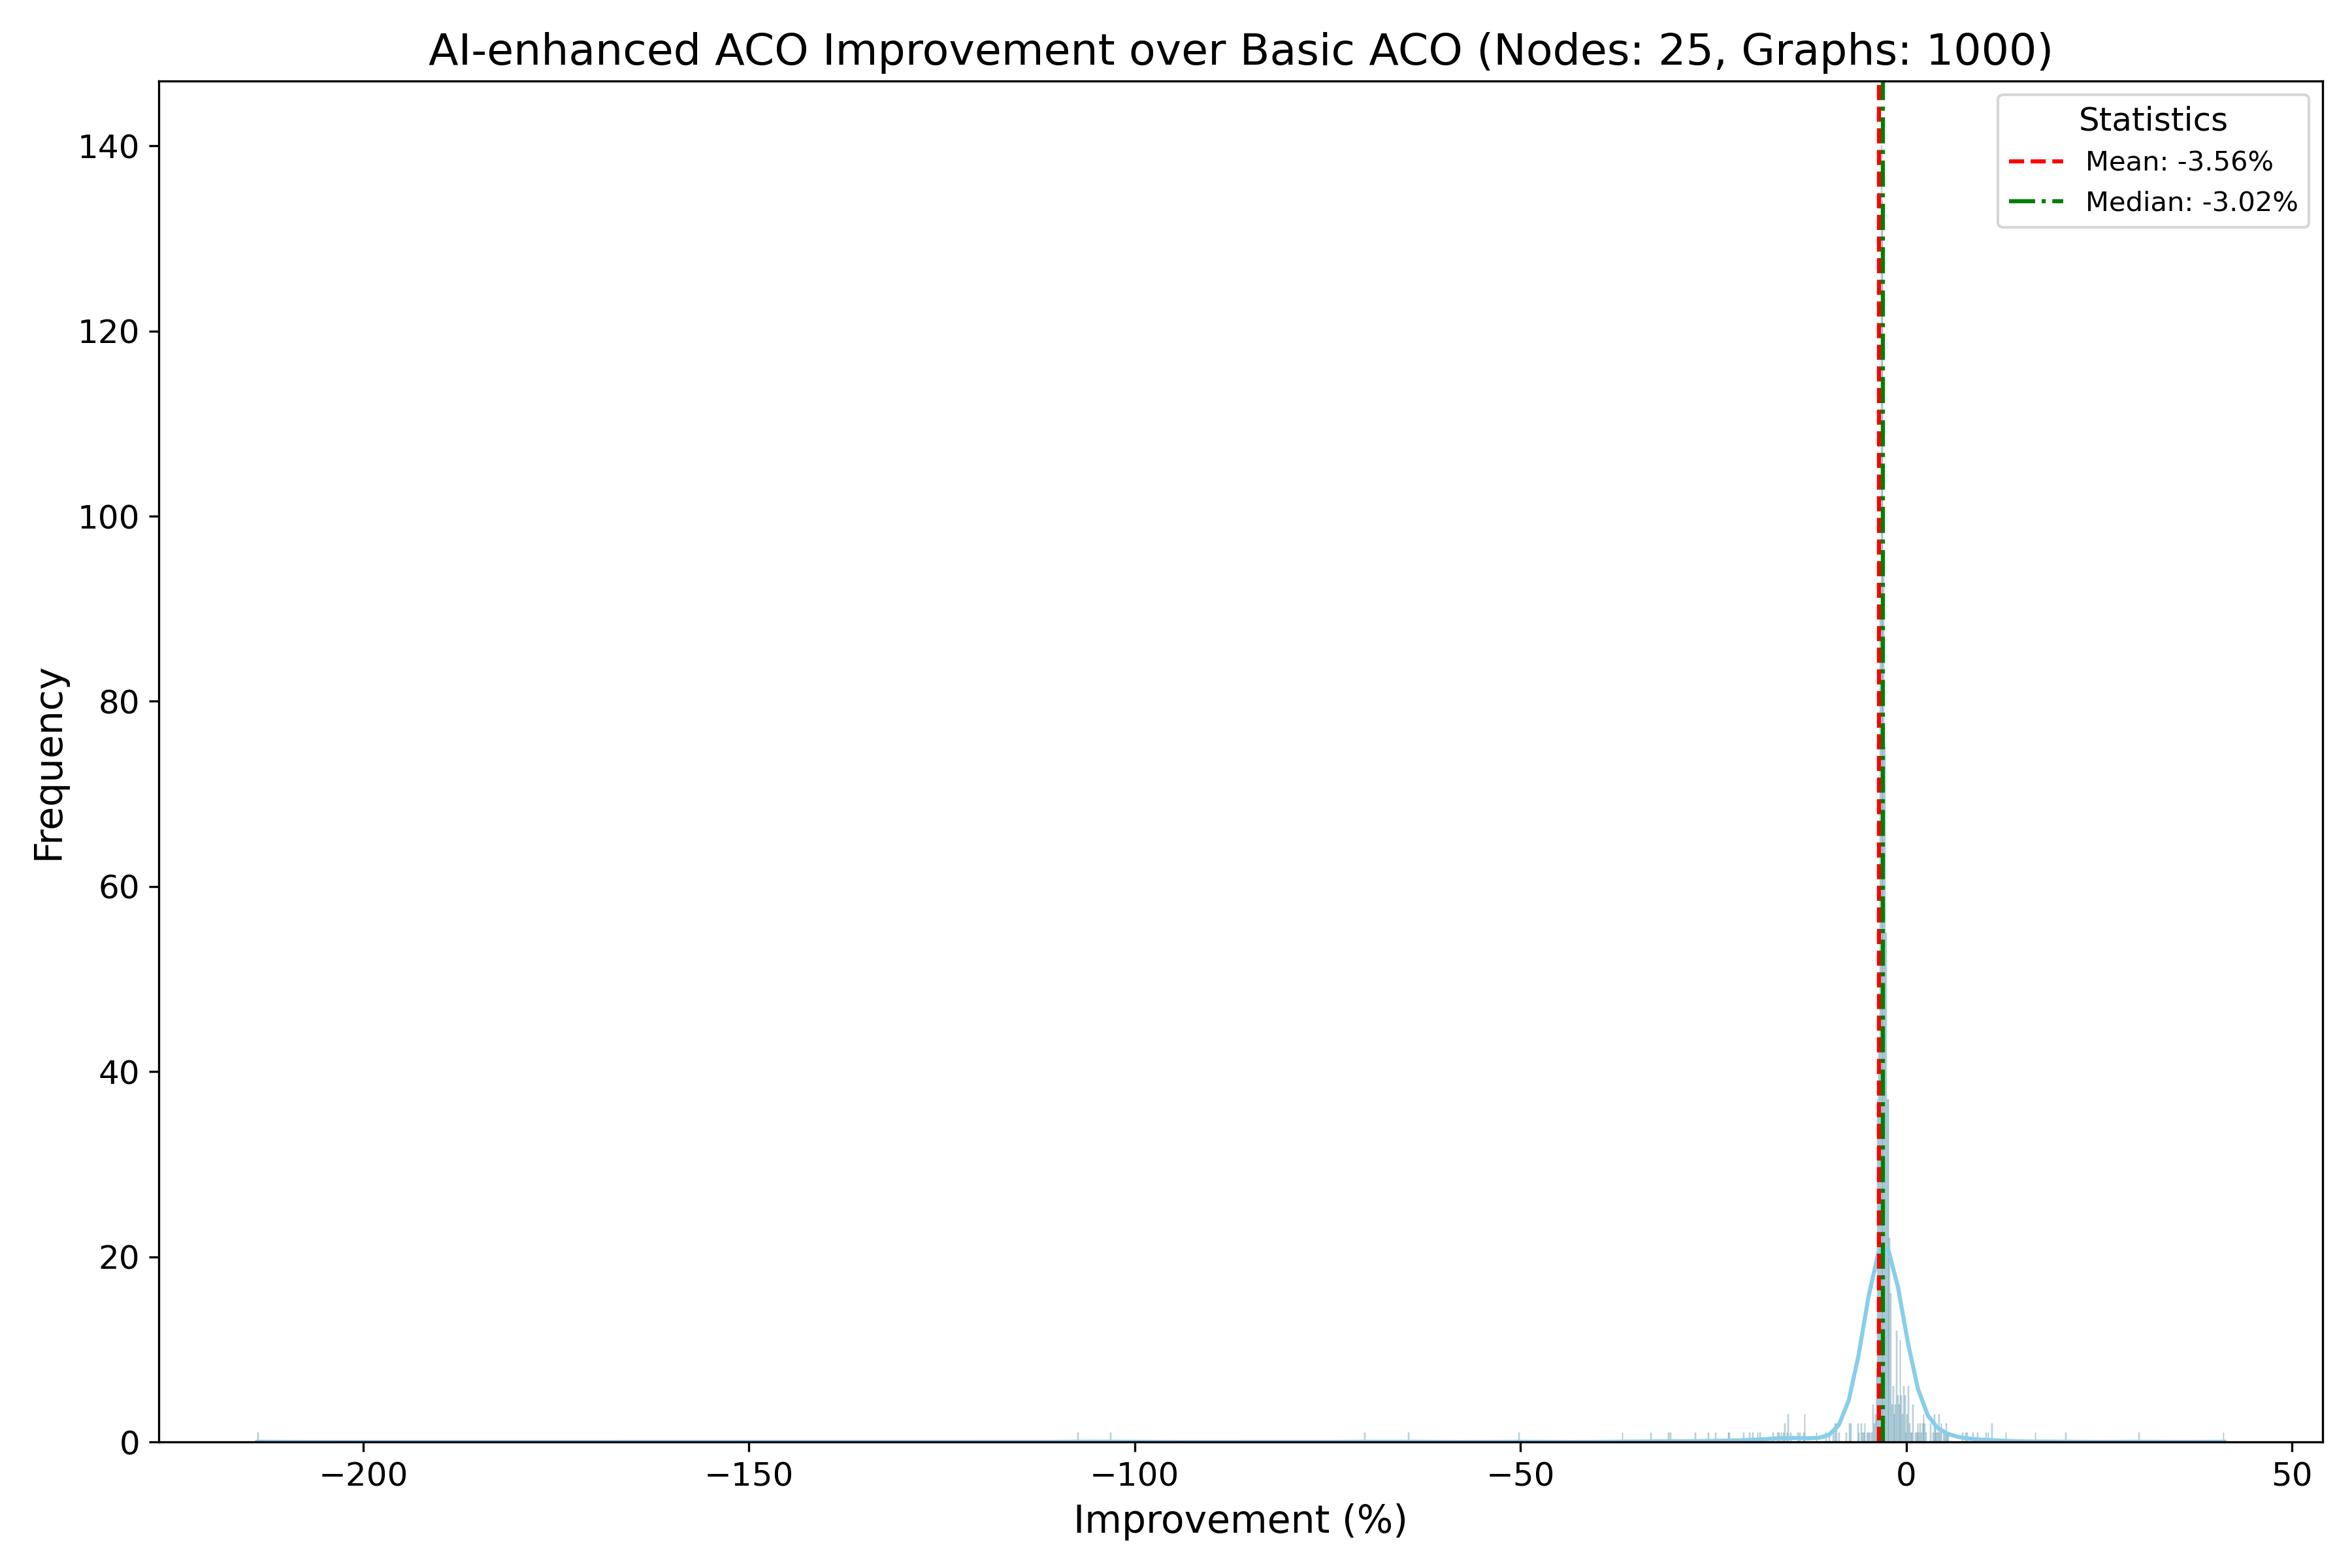 AI-enhanced ACO Improvement over Basic ACO (Nodes: 25, Graphs: 1000)
Statistics
Mean: -3.56%
Median: -3.02%
140
120
100
80
60
40
20
0
Frequency
−200
−150
−100
−50
0
50
Improvement (%)